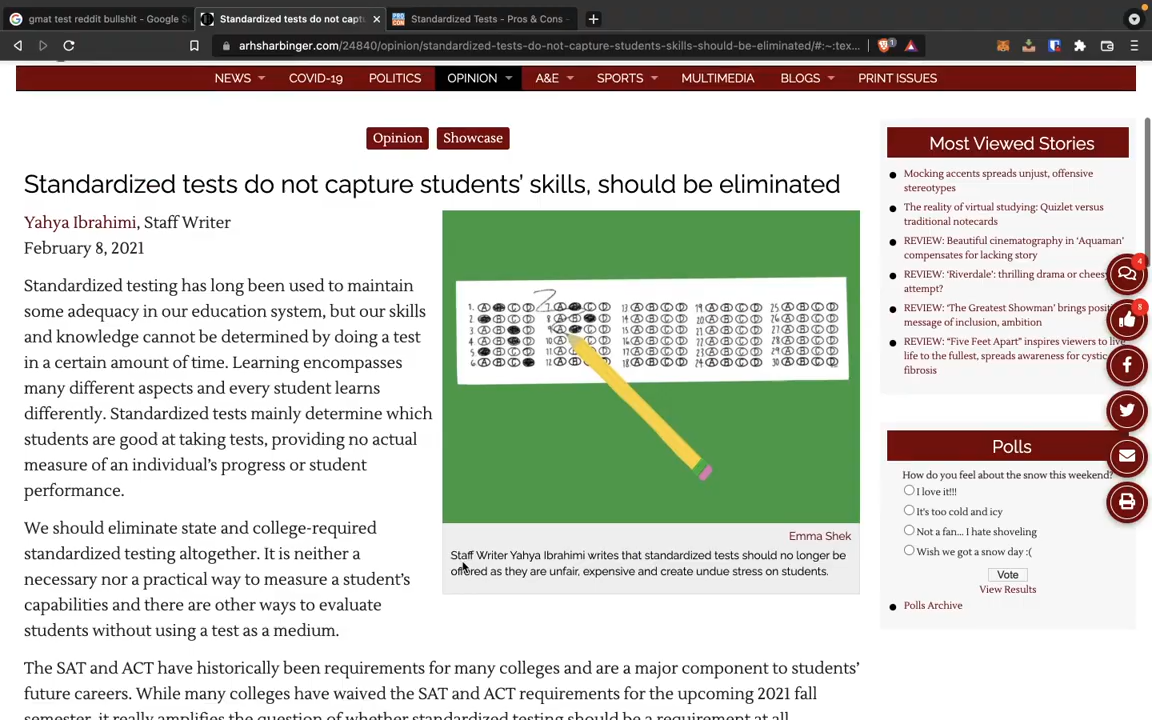 gmat test reddit bullshit - Google S
Standardized tests do not capt
Standardized Tests - Pros & Cons -
arhsharbinger.com/24840/opinion/standardized-tests-do-not-capture-students-skills-should-be-eliminated/#:~:tex...
NEWS COVID-19 POLITICS OPINION A&E SPORTS MULTIMEDIA BLOGS PRINT ISSUES
Opinion Showcase
Standardized tests do not capture students' skills, should be eliminated
Yahya Ibrahimi, Staff Writer
February 8, 2021
Standardized testing has long been used to maintain
some adequacy in our education system, but our skills
and knowledge cannot be determined by doing a test
in a certain amount of time. Learning encompasses
many different aspects and every student learns
differently. Standardized tests mainly determine which
students are good at taking tests, providing no actual
measure of an individual's progress or student
performance.
We should eliminate state and college-required
standardized testing altogether. It is neither a
necessary nor a practical way to measure a student's
capabilities and there are other ways to evaluate
students without using a test as a medium.
Emma Shek
Staff Writer Yahya Ibrahimi writes that standardized tests should no longer be
offered as they are unfair, expensive and create undue stress on students.
The SAT and ACT have historically been requirements for many colleges and are a major component to students'
future careers. While many colleges have waived the SAT and ACT requirements for the upcoming 2021 fall
semester, it really amplifies the question of whether standardized testing should be a requirement at all.
Most Viewed Stories
Mocking accents spreads unjust, offensive
stereotypes
The reality of virtual studying: Quizlet versus
traditional notecards
REVIEW: Beautiful cinematography in 'Aquaman'
compensates for lacking story
REVIEW: 'Riverdale': thrilling drama or cheesy
attempt?
REVIEW: 'The Greatest Showman' brings posit
message of inclusion, ambition
REVIEW: "Five Feet Apart" inspires viewers to live
life to the fullest, spreads awareness for cystic
fibrosis
4
8
Polls
How do you feel about the snow this weekend?
I love it!!!
It's too cold and icy
Not a fan... I hate shoveling
Wish we got a snow day :(
Vote
View Results
Polls Archive